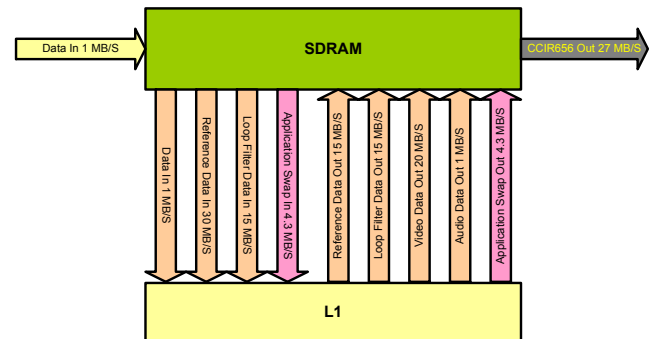 Data In 1 MB/S
SDRAM
CCIR656 Out 27 MB/S
Data In 1 MB/S
Reference Data In 30 MB/S
Loop Filter Data In 15 MB/S
Application Swap In 4.3 MB/S
Reference Data Out 15 MB/S
Loop Filter Data Out 15 MB/S
Video Data Out 20 MB/S
Audio Data Out 1 MB/S
Application Swap Out 4.3 MB/S
L1